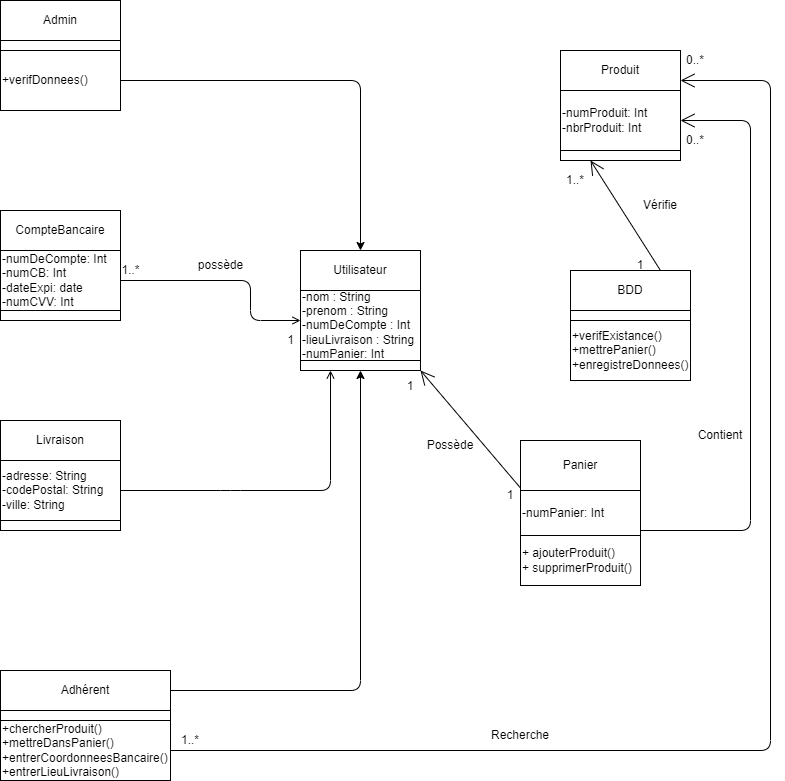 Admin
+verifDonnees()
Produit
-numProduit: Int
-nbrProduit: Int
0..*
0..*
1..*
Vérifie
1
BDD
+verifExistance()
+mettrePanier()
+enregistreDonnees()
CompteBancaire
-numDeCompte: Int
-numCB: Int
-dateExpi: date
-numCVV: Int
1..*
possède
1
Utilisateur
-nom : String
-prenom : String
-numDeCompte : Int
-lieuLivraison : String
-numPanier: Int
1
Possède
1
Contient
Livraison
-adresse: String
-codePostal: String
-ville: String
Panier
-numPanier: Int
+ ajouterProduit()
+ supprimerProduit()
Adhérent
+chercherProduit()
+mettreDansPanier()
+entrerCoordonneesBancaire()
+entrerLieuLivraison()
1..*
Recherche